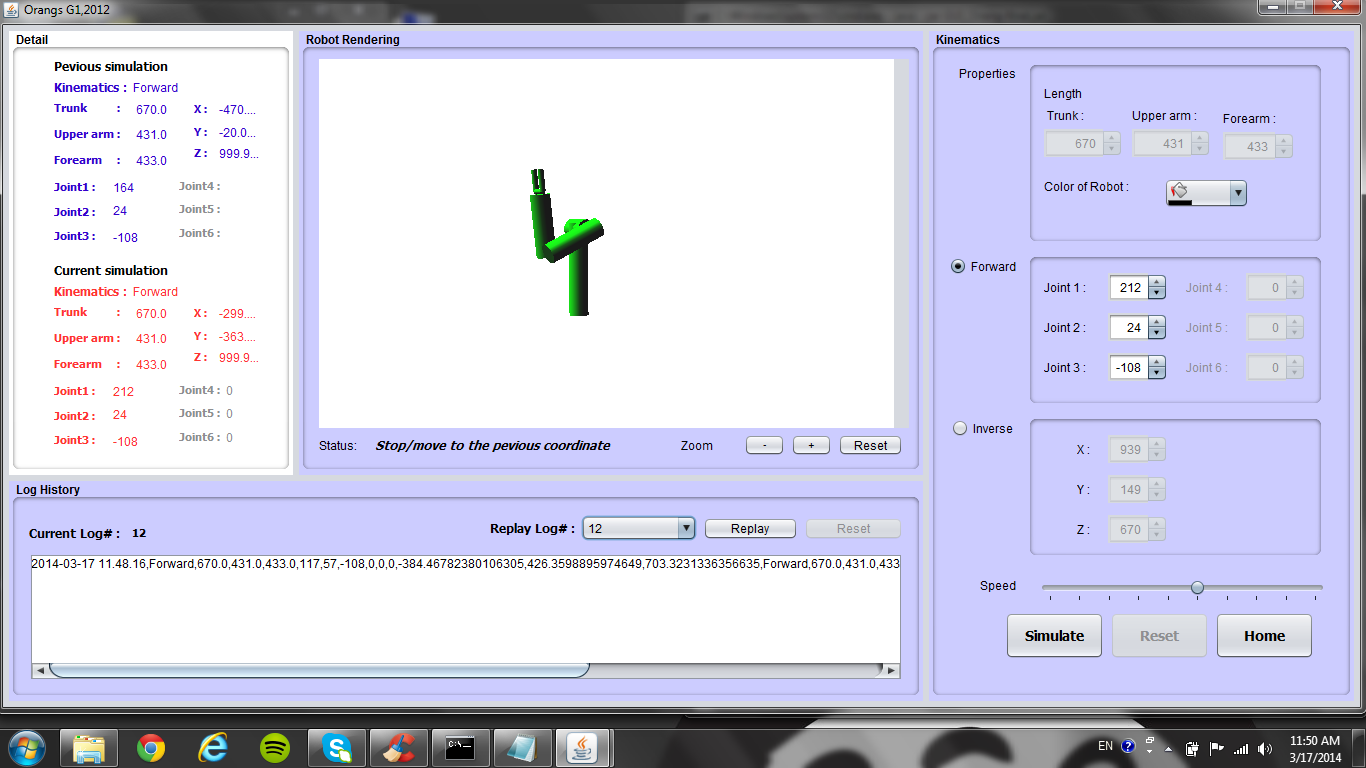 Orangs G1,2012
Detail
Pevious simulation
Kinematics : Forward
Trunk : 670.0 X : -470....
Upper arm : 431.0 Y : -20.0...
Forearm : 433.0 Z : 999.9...
Joint1 : 164 Joint4 :
Joint2 : 24 Joint5 :
Joint3 : -108 Joint6 :
Current simulation
Kinematics : Forward
Trunk : 670.0 X : -299....
Upper arm : 431.0 Y : -363....
Forearm : 433.0 Z : 999.9...
Joint1 : 212 Joint4 : 0
Joint2 : 24 Joint5 : 0
Joint3 : -108 Joint6 : 0
Robot Rendering
Status: Stop/move to the pevious coordinate Zoom - + Reset
Kinematics
Properties
Length
Trunk : Upper arm : Forearm :
670 431 433
Color of Robot :
Forward
Joint 1 : 212 Joint 4 : 0
Joint 2 : 24 Joint 5 : 0
Joint 3 : -108 Joint 6 : 0
Inverse
X : 939
Y : 149
Z : 670
Speed
Simulate Reset Home
Log History
Current Log# : 12 Replay Log# : 12 Replay Reset
2014-03-17 11.48.16,Forward,670.0,431.0,433.0,117,57,-108,0,0,0,-384.46782380106305,426.3598895974649,703.3231336356635,Forward,670.0,431.0,433
C:\
EN
11:50 AM
3/17/2014